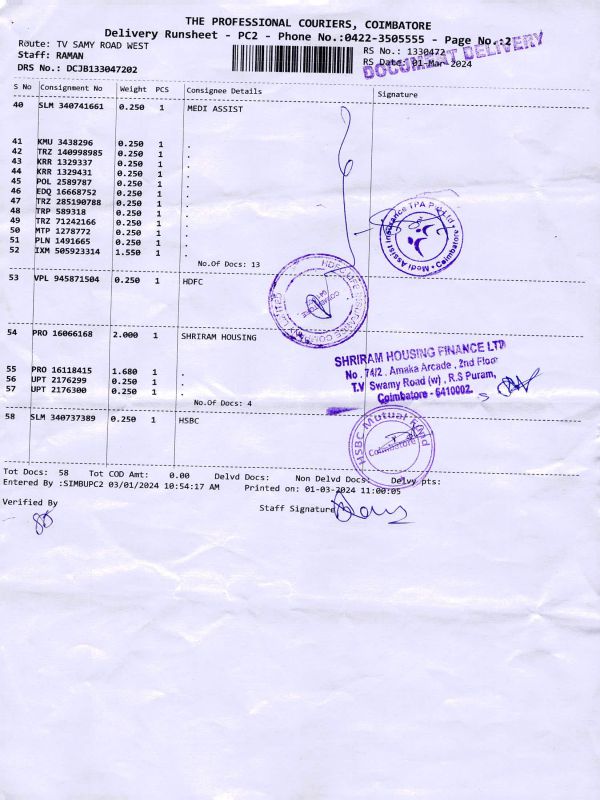 THE PROFESSIONAL COURIERS, COIMBATORE
Delivery Runsheet - PC2 - Phone No.:0422-3505555 - Page No.:2
Route: TV SAMY ROAD WEST
RS No.: 1330472
Staff: RAMAN
RS Date: 01-Mar-2024
DOCUMENT DELIVERY
DRS No.: DCJB133047202
S No Consignment No Weight PCS Consignee Details Signature
40 SLM 340741661 0.250 1 MEDI ASSIST
41 KMU 3438296 0.250 1 .
42 TRZ 140998985 0.250 1 .
43 KRR 1329337 0.250 1 .
44 KRR 1329431 0.250 1 .
45 POL 2589787 0.250 1 .
46 EDQ 16668752 0.250 1 .
47 TRZ 285190788 0.250 1 .
48 TRP 589318 0.250 1 .
49 TRZ 71242166 0.250 1 .
50 MTP 1278772 0.250 1 .
51 PLN 1491665 0.250 1 .
52 IXM 505923314 1.550 1 .
No.Of Docs: 13
Medi Assist Insurance TPA P Ltd. Coimbatore
53 VPL 945871504 0.250 1 HDFC
54 PRO 16066168 2.000 1 SHRIRAM HOUSING
SHRIRAM HOUSING FINANCE LTD
No. 74/2, Amaka Arcade, 2nd Floor
T.V Swamy Road (w), R.S Puram,
Coimbatore - 6410002.
55 PRO 16118415 1.680 1 .
56 UPT 2176299 0.250 1 .
57 UPT 2176300 0.250 1 .
No.Of Docs: 4
58 SLM 340737389 0.250 1 HSBC
HSBC Mutual Fund
Coimbatore
Tot Docs: 58 Tot COD Amt: 0.00 Delvd Docs: Non Delvd Docs: Delvy pts:
Entered By :SIMBUPC2 03/01/2024 10:54:17 AM Printed on: 01-03-2024 11:00:05
Verified By
Staff Signature